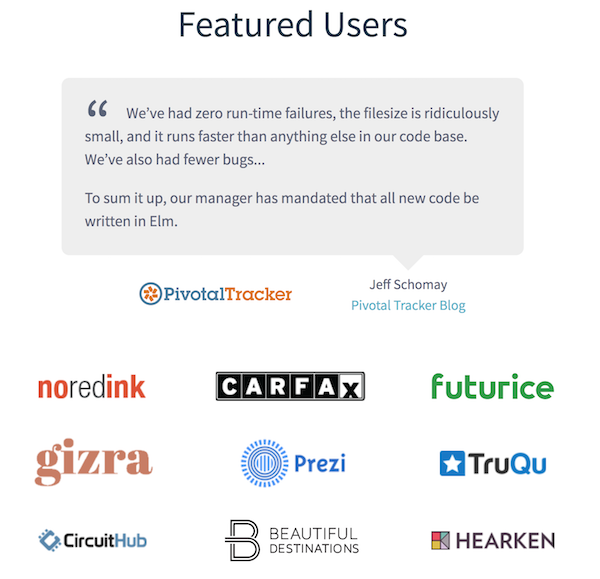 Featured Users
“ We’ve had zero run-time failures, the filesize is ridiculously
small, and it runs faster than anything else in our code base.
We’ve also had fewer bugs...
To sum it up, our manager has mandated that all new code be
written in Elm.
PivotalTracker
Jeff Schomay
Pivotal Tracker Blog
noredink
CARFAX
futurice
gizra
Prezi
TruQu
CircuitHub
BEAUTIFUL
DESTINATIONS
HEARKEN